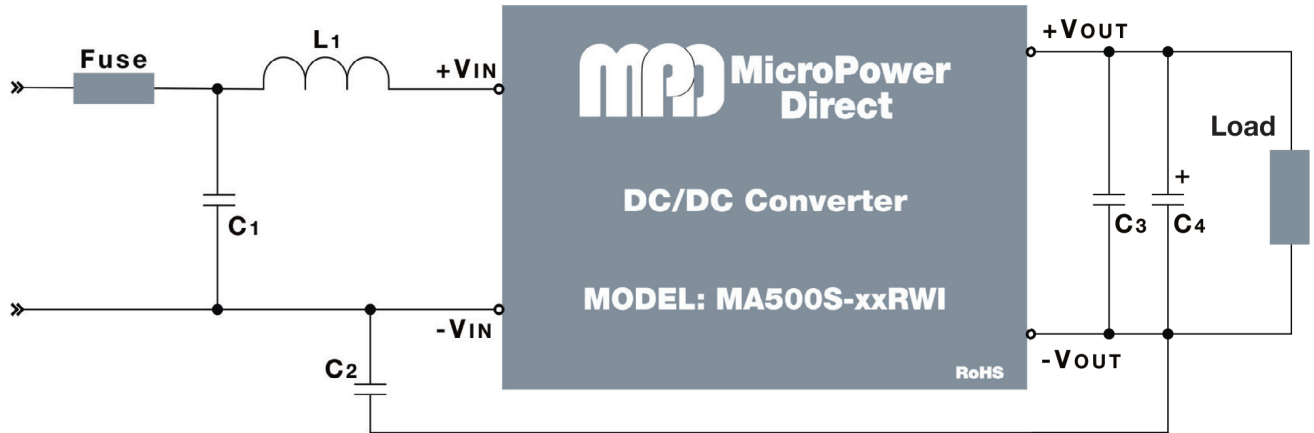 Fuse
L1
+VIN
C1
-VIN
C2
MPD MicroPower
Direct
DC/DC Converter
MODEL: MA500S-xxRWI
RoHS
+VOUT
Load
+
C3
C4
-VOUT